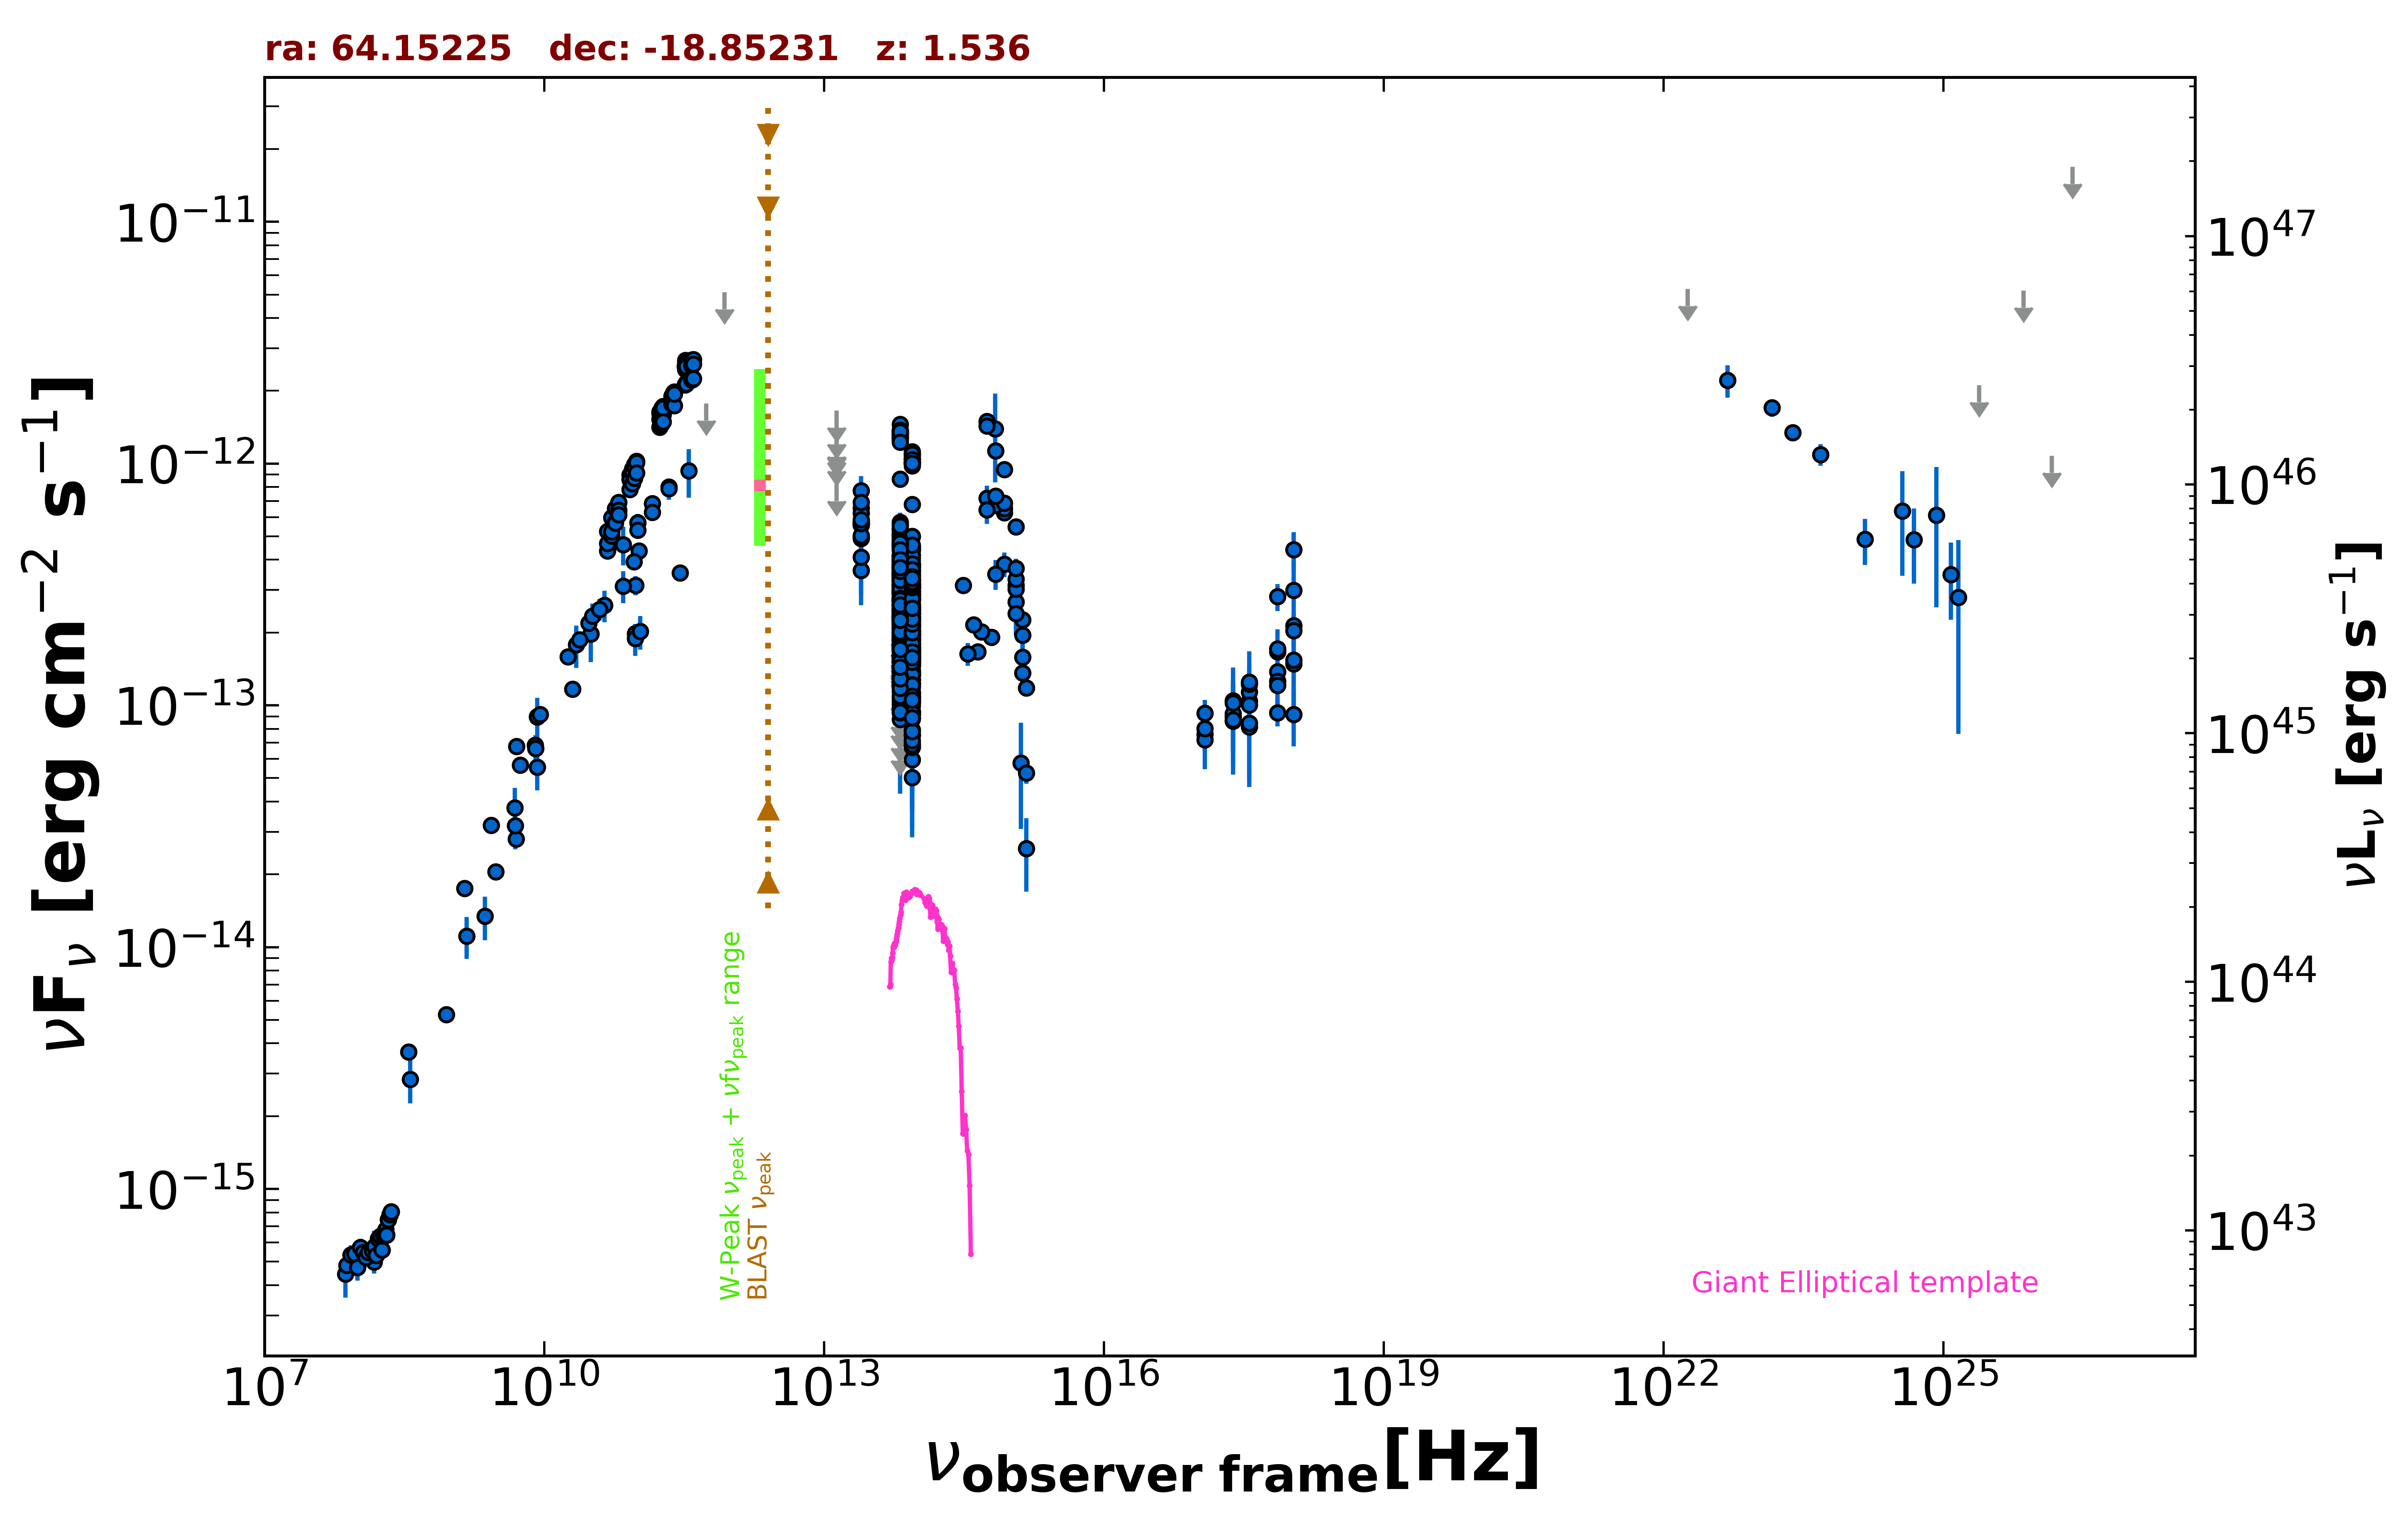 ra: 64.15225   dec: -18.85231   z: 1.536
νFν [erg cm−2 s−1]
10−11
10−12
10−13
10−14
10−15
1047
1046
1045
1044
1043
νLν [erg s−1]
W-Peak νpeak + νfνpeak range
BLAST νpeak
Giant Elliptical template
107 1010 1013 1016 1019 1022 1025
νobserver frame[Hz]